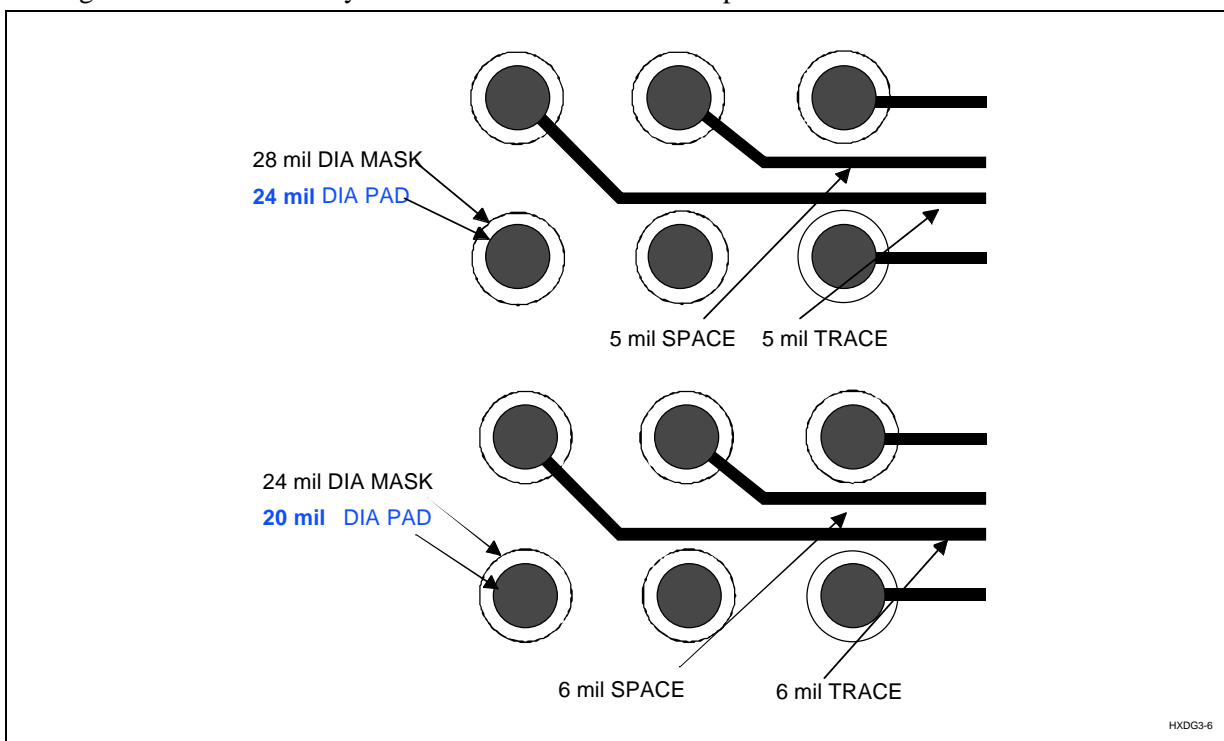 28 mil DIA MASK
24 mil DIA PAD
5 mil SPACE
5 mil TRACE
24 mil DIA MASK
20 mil DIA PAD
6 mil SPACE
6 mil TRACE
HXDG3-6